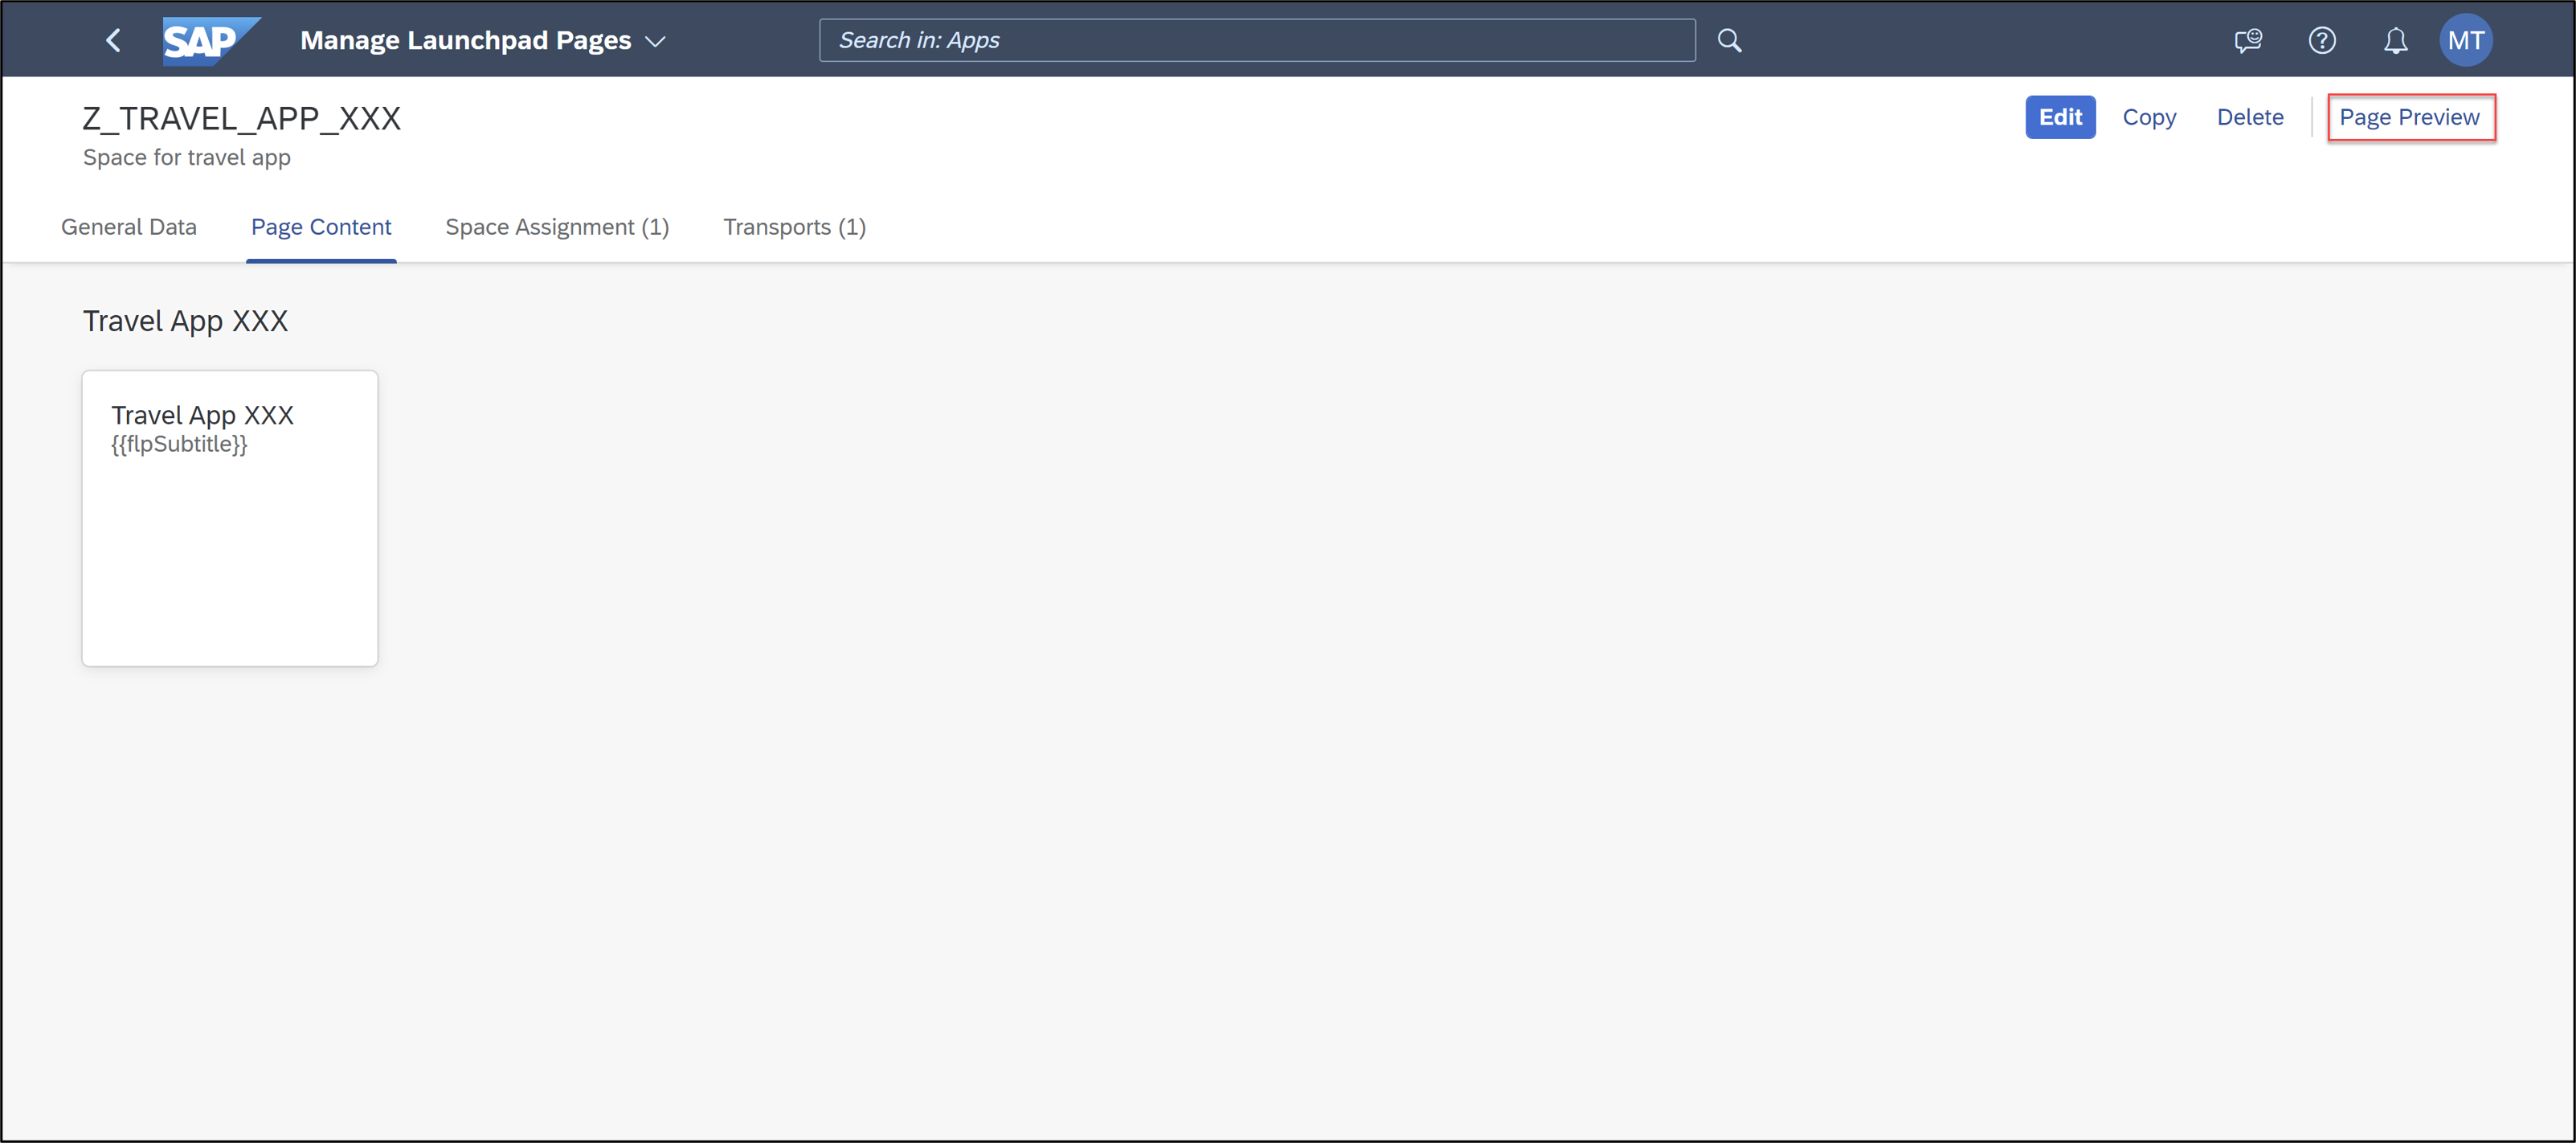 SAP Manage Launchpad Pages Search in: Apps MT
Z_TRAVEL_APP_XXX
Edit Copy Delete Page Preview
Space for travel app
General Data Page Content Space Assignment (1) Transports (1)
Travel App XXX
Travel App XXX
{{flpSubtitle}}